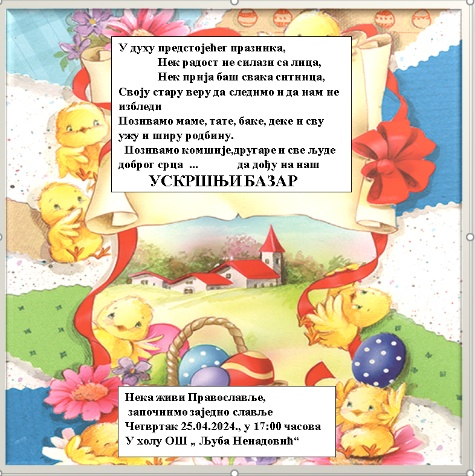 У духу предстојећег празника,
Нек радост не силази са лица,
Нек прија баш свака ситница,
Своју стару веру да следимо и да нам не
избледи
Позивамо маме, тате, баке, деке и сву
ужу и ширу родбину.
Позивамо комшије,другаре и све људе
доброг срца ... да дођу на наш
УСКРШЊИ БАЗАР
Нека живи Православље,
започнимо заједно славље
Четвртак 25.04.2024., у 17:00 часова
У холу ОШ „ Љуба Ненадовић“